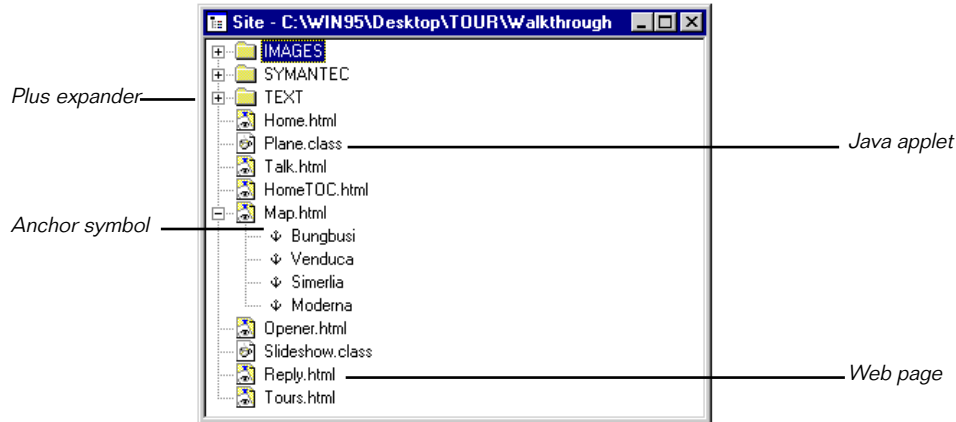 Site - C:\WIN95\Desktop\TOUR\Walkthrough
IMAGES
SYMANTEC
Plus expander
TEXT
Home.html
Plane.class
Java applet
Talk.html
HomeTOC.html
Anchor symbol
Map.html
Bungbusi
Venduca
Simerlia
Moderna
Opener.html
Slideshow.class
Reply.html
Web page
Tours.html